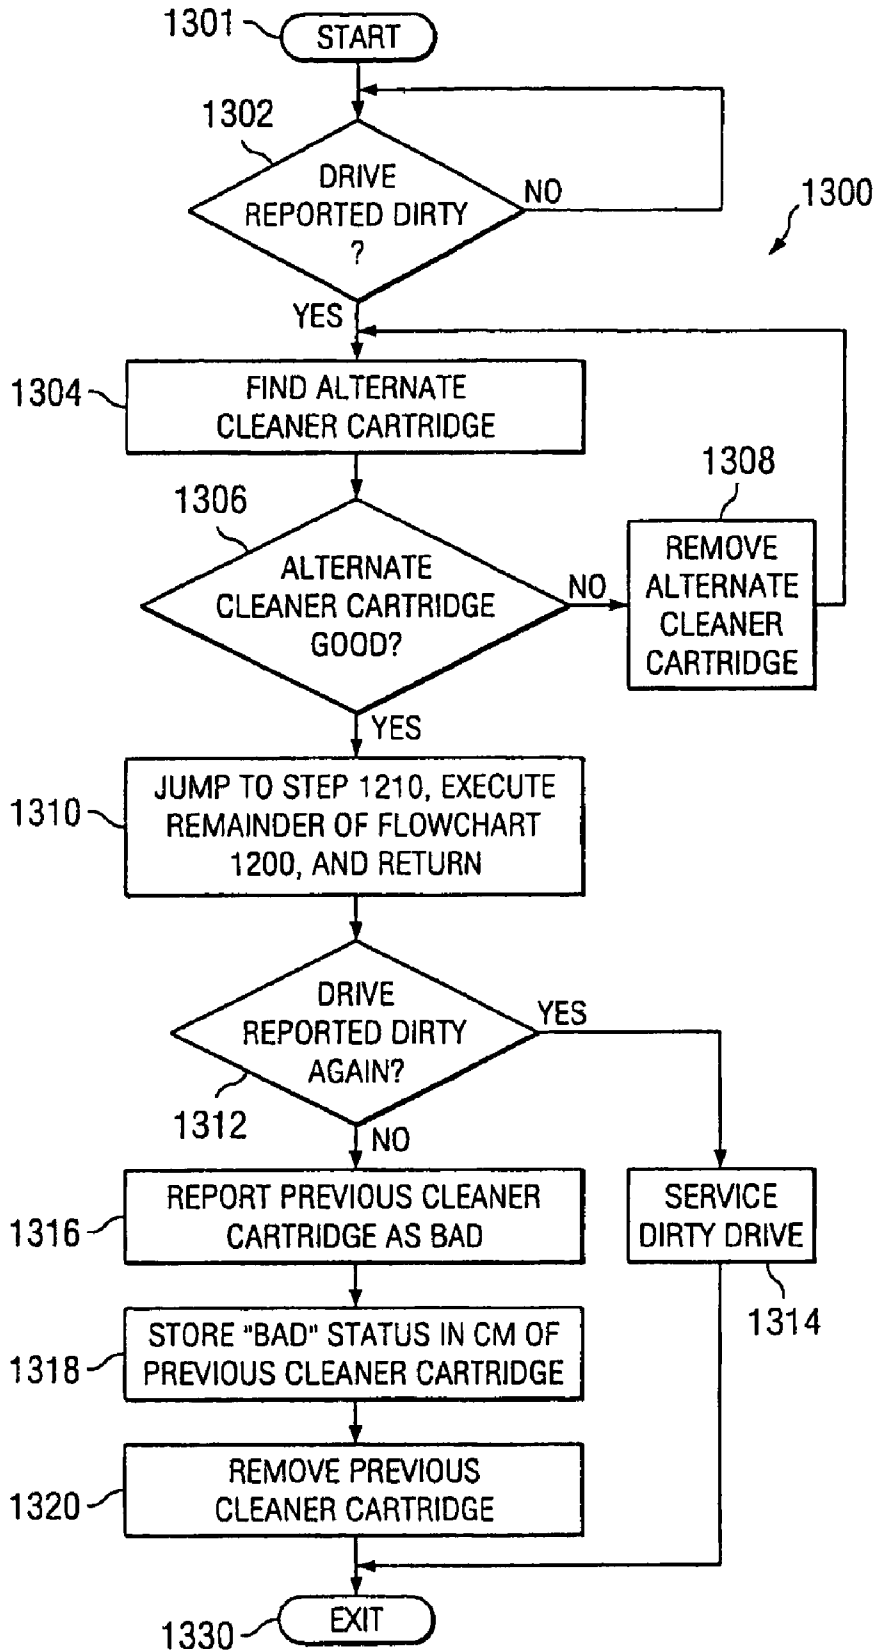 1301
START
1302
DRIVE
REPORTED DIRTY
?
NO
1300
YES
1304
FIND ALTERNATE
CLEANER CARTRIDGE
1306
ALTERNATE
CLEANER CARTRIDGE
GOOD?
NO
1308
REMOVE
ALTERNATE
CLEANER
CARTRIDGE
YES
1310
JUMP TO STEP 1210, EXECUTE
REMAINDER OF FLOWCHART
1200, AND RETURN
DRIVE
REPORTED DIRTY
AGAIN?
YES
1312
NO
1316
REPORT PREVIOUS CLEANER
CARTRIDGE AS BAD
SERVICE
DIRTY DRIVE
1314
1318
STORE "BAD" STATUS IN CM OF
PREVIOUS CLEANER CARTRIDGE
1320
REMOVE PREVIOUS
CLEANER CARTRIDGE
1330
EXIT